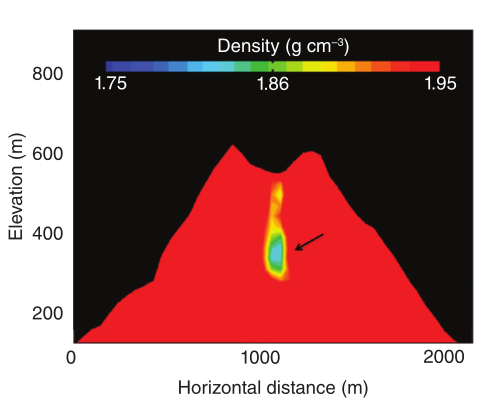 Density (g cm⁻³)
1.75 1.86 1.95
Elevation (m)
800
600
400
200
0 1000 2000
Horizontal distance (m)